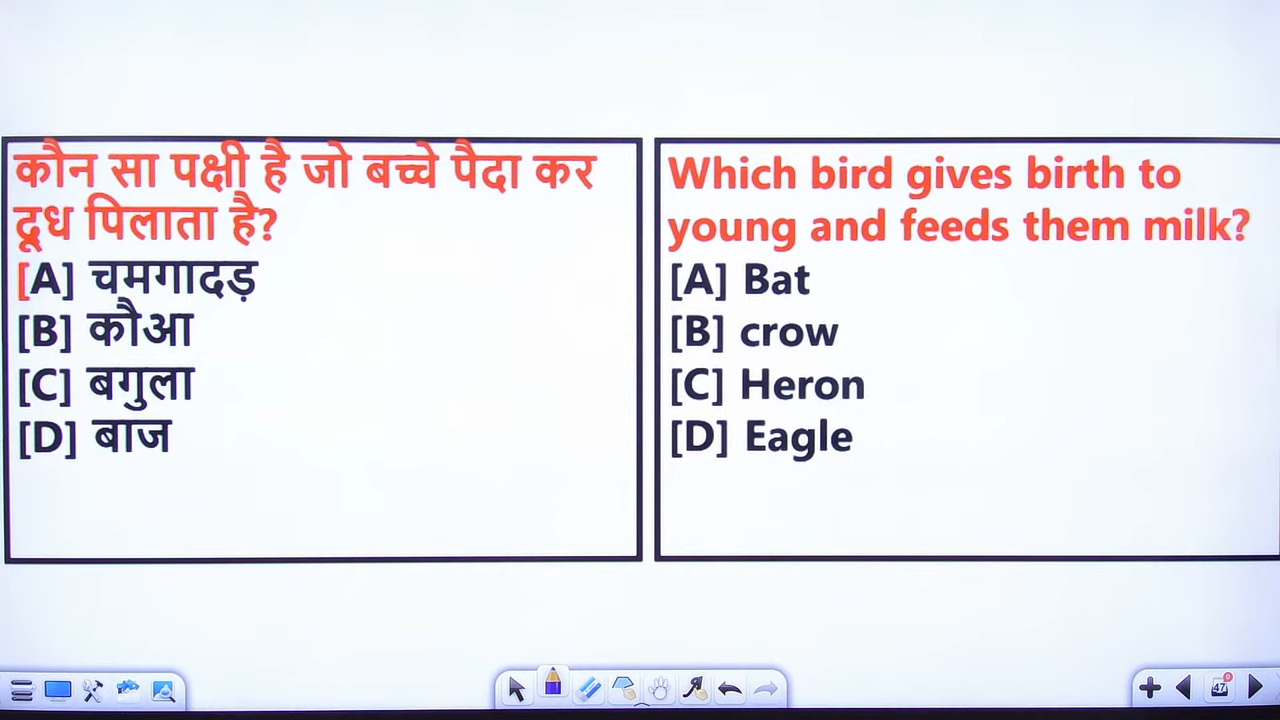 कौन सा पक्षी है जो बच्चे पैदा कर
दूध पिलाता है?
[A] चमगादड़
[B] कौआ
[C] बगुला
[D] बाज
Which bird gives birth to
young and feeds them milk?
[A] Bat
[B] crow
[C] Heron
[D] Eagle
47